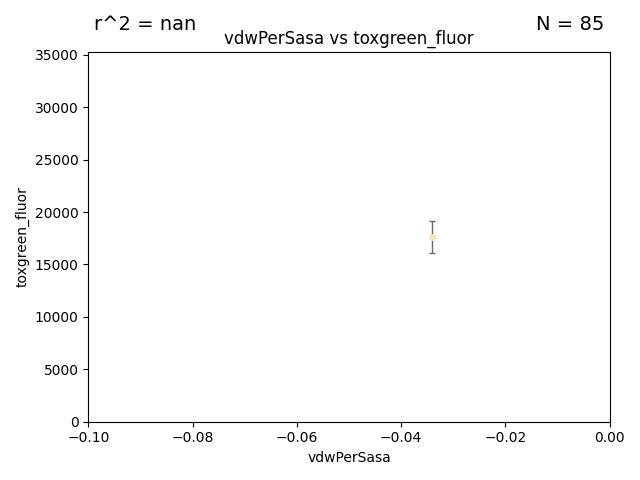 r^2 = nan
N = 85
vdwPerSasa vs toxgreen_fluor
35000
30000
25000
20000
15000
10000
5000
0
toxgreen_fluor
−0.10 −0.08 −0.06 −0.04 −0.02 0.00
vdwPerSasa